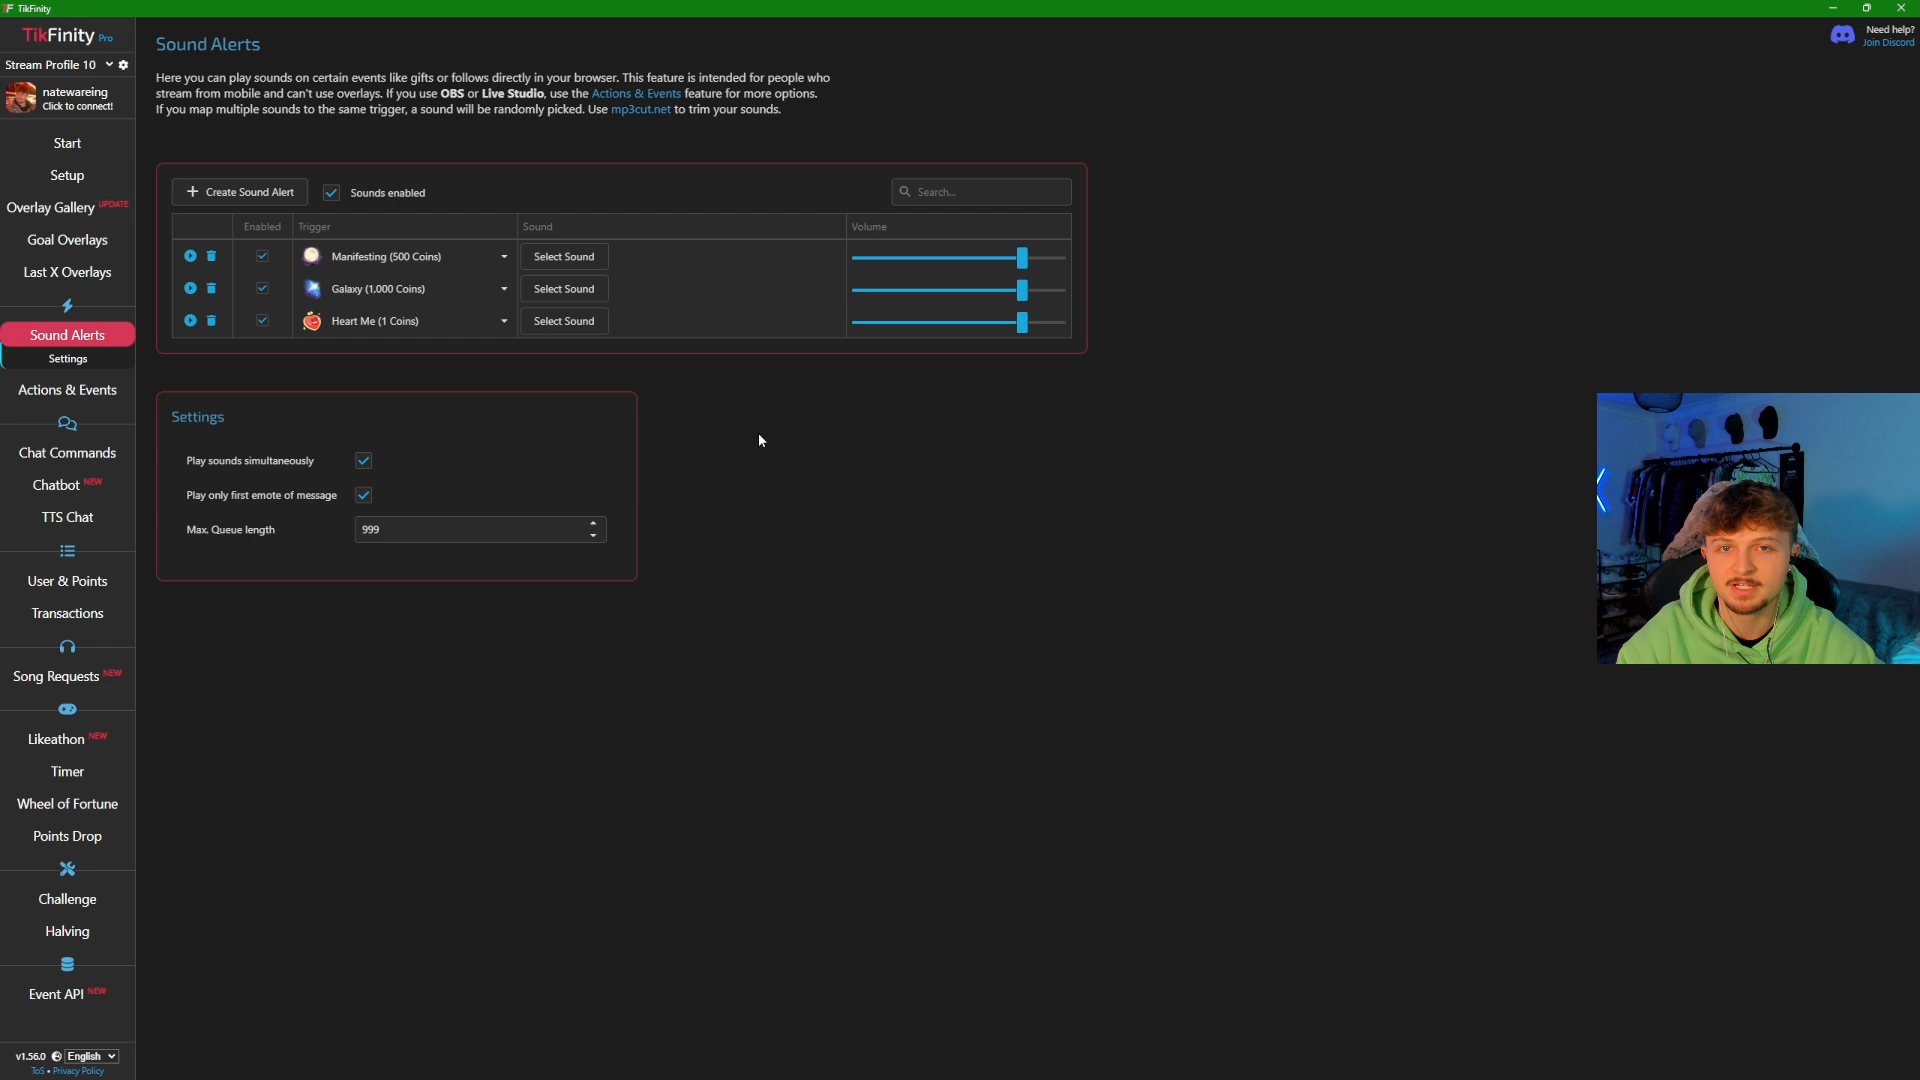 TikFinity
TikFinity Pro
Stream Profile 10
natewareing
Click to connect!
Start
Setup
Overlay Gallery UPDATE
Goal Overlays
Last X Overlays
Sound Alerts
Settings
Actions & Events
Chat Commands
Chatbot NEW
TTS Chat
User & Points
Transactions
Song Requests NEW
Likeathon NEW
Timer
Wheel of Fortune
Points Drop
Challenge
Halving
Event API NEW
v1.56.0 English
ToS • Privacy Policy
Sound Alerts
Here you can play sounds on certain events like gifts or follows directly in your browser. This feature is intended for people who
stream from mobile and can't use overlays. If you use OBS or Live Studio, use the Actions & Events feature for more options.
If you map multiple sounds to the same trigger, a sound will be randomly picked. Use mp3cut.net to trim your sounds.
Need help?
Join Discord
+ Create Sound Alert Sounds enabled Search...
Enabled Trigger Sound Volume
Manifesting (500 Coins) Select Sound
Galaxy (1,000 Coins) Select Sound
Heart Me (1 Coins) Select Sound
Settings
Play sounds simultaneously
Play only first emote of message
Max. Queue length 999